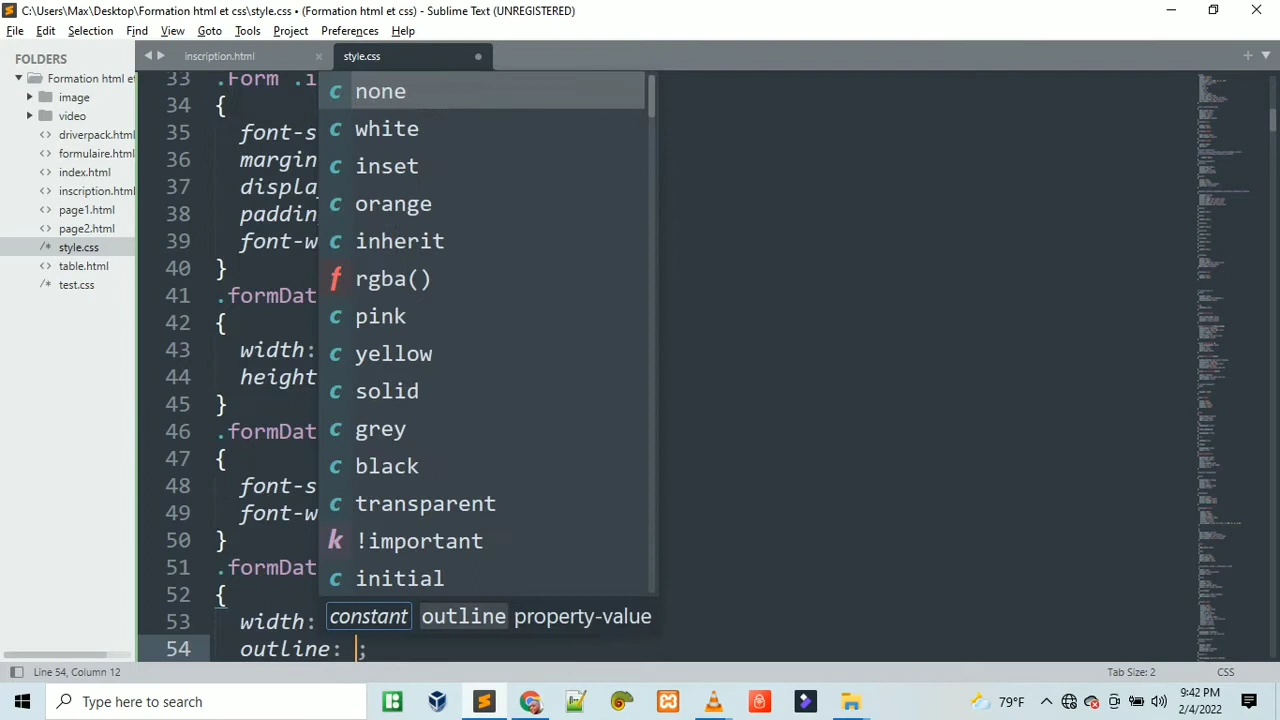 C:\Users\Max\Desktop\Formation html et css\style.css • (Formation html et css) - Sublime Text (UNREGISTERED)
File Edit Selection Find View Goto Tools Project Preferences Help
FOLDERS
Formation html et
image
video
driverpack.html
formulaire.html
index.html
inscription.html
page1.html
page2.html
/* style.css
table.html
/* test.css
inscription.html × style.css
33 .Form .i
34 {
35 font-s
36 margin
37 displa
38 paddin
39 font-w
40 }
41 .formDat
42 {
43 width:
44 height
45 }
46 .formDat
47 {
48 font-s
49 font-w
50 }
51 .formDat
52 {
53 width:
54 outline: ;
c none
c white
c inset
c orange
c inherit
f rgba()
c pink
c yellow
c solid
c grey
c black
c transparent
k !important
c initial
constant outline property-value
Line 54, Column 12
Tab Size: 2
CSS
Type here to search
79°F
9:42 PM
2/4/2022